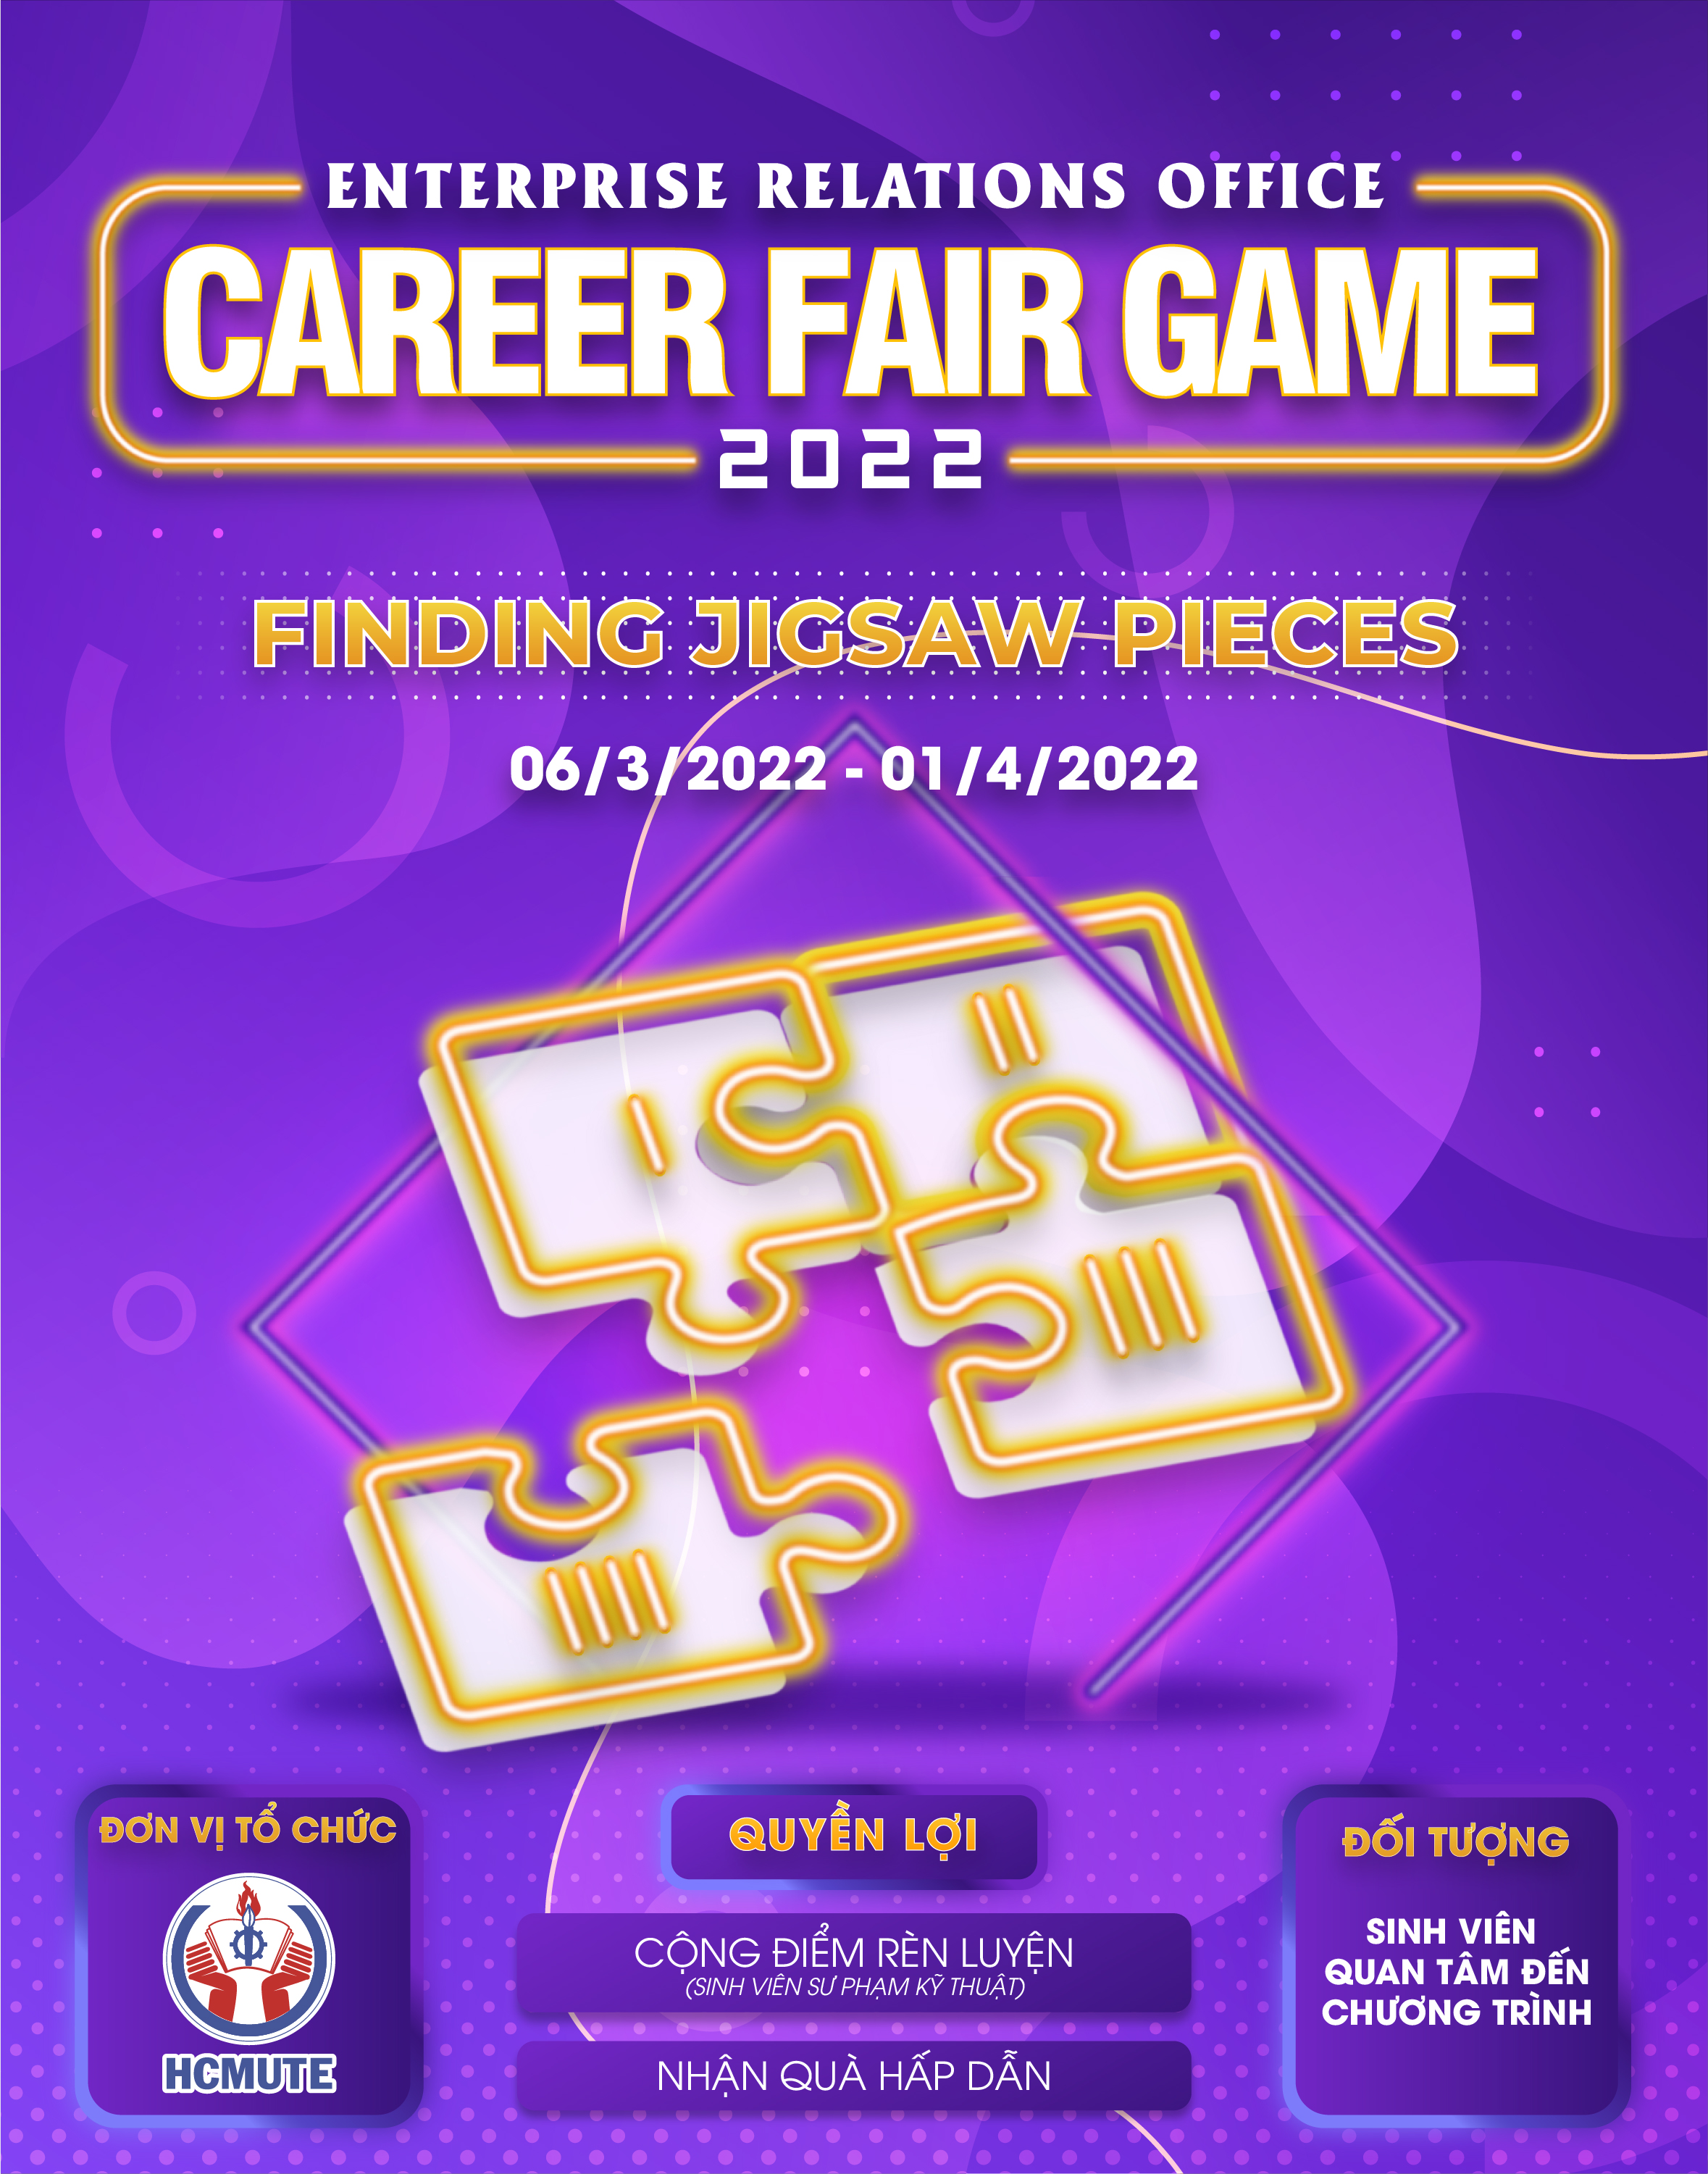 ENTERPRISE RELATIONS OFFICE
CAREER FAIR GAME
2022
FINDING JIGSAW PIECES
06/3/2022 - 01/4/2022
I
II
III
IIII
ĐƠN VỊ TỔ CHỨC
HCMUTE
QUYỀN LỢI
CỘNG ĐIỂM RÈN LUYỆN
(SINH VIÊN SƯ PHẠM KỸ THUẬT)
NHẬN QUÀ HẤP DẪN
ĐỐI TƯỢNG
SINH VIÊN
QUAN TÂM ĐẾN
CHƯƠNG TRÌNH